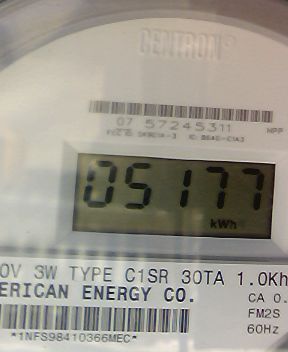 CENTRON®
07 57245311
HPP
05177
kWh
0V 3W TYPE C1SR 30TA 1.0Kh
ERICAN ENERGY CO.
CA 0.
FM2S
60Hz
*1NFS98410366MEC*